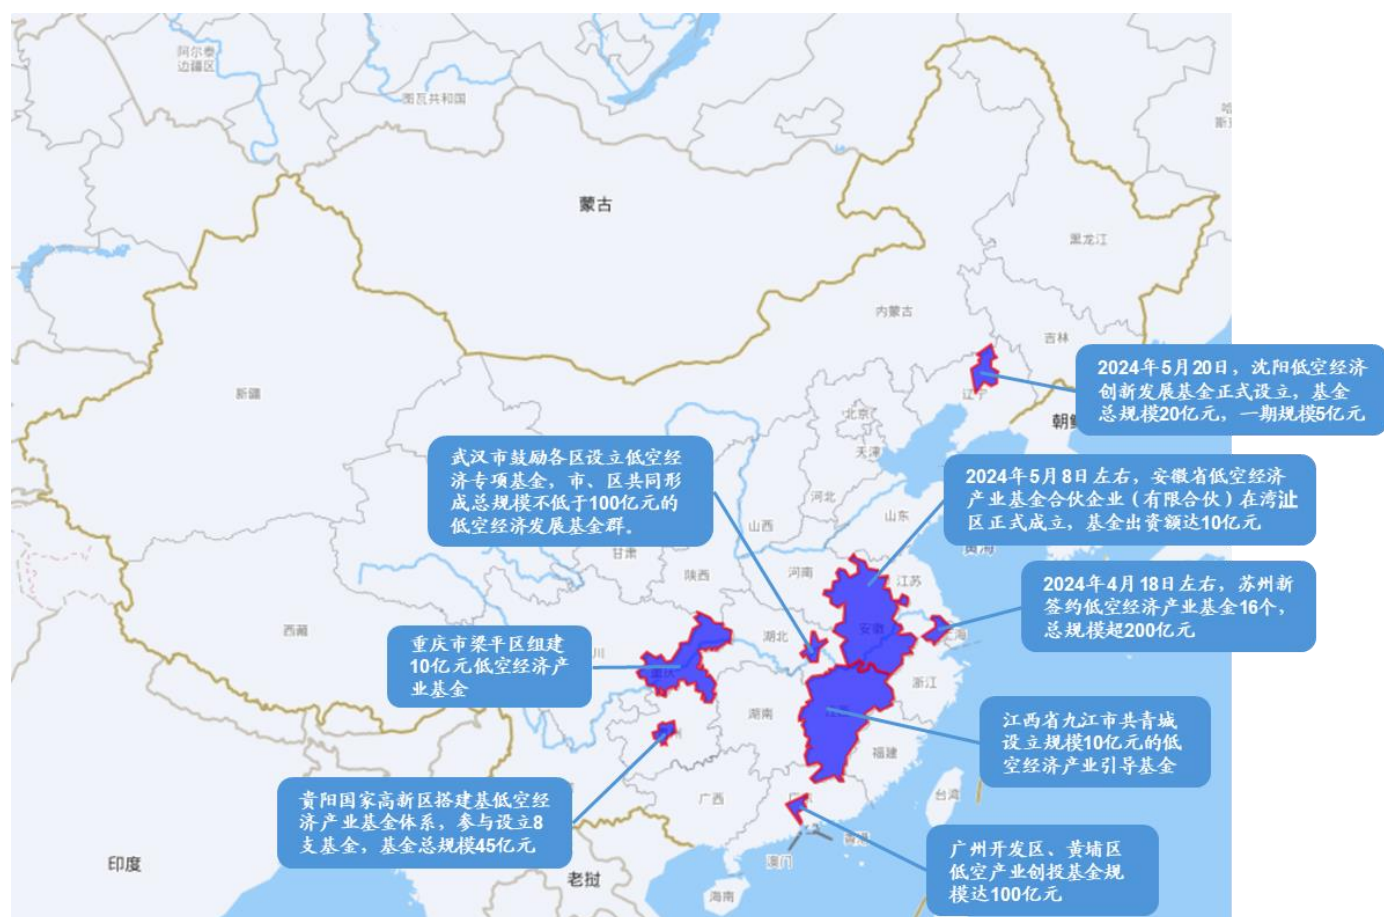 阿尔泰
边疆区
图瓦共和国
哈
斯克
蒙古
黑龙江
内蒙古
吉林
新疆
辽宁
北京
天津
朝鲜
2024年5月20日，沈阳低空经济
创新发展基金正式设立，基金
总规模20亿元，一期规模5亿元
武汉市鼓励各区设立低空经
济专项基金，市、区共同形
成总规模不低于100亿元的
低空经济发展基金群。
2024年5月8日左右，安徽省低空经济
产业基金合伙企业（有限合伙）在湾沚
区正式成立，基金出资额达10亿元
河北
山西
山东
黄海
甘肃
陕西
河南
江苏
2024年4月18日左右，苏州新
签约低空经济产业基金16个，
总规模超200亿元
西藏
川
湖北
安徽
上海
重庆市梁平区组建
10亿元低空经济产
业基金
重庆
浙江
湖南
江西
江西省九江市共青城
设立规模10亿元的低
空经济产业引导基金
州
福建
贵阳国家高新区搭建基低空经
济产业基金体系，参与设立8
支基金，基金总规模45亿元
广西
广东
台湾
香港
澳门
广州开发区、黄埔区
低空产业创投基金规
模达100亿元
印度
老挝
海南